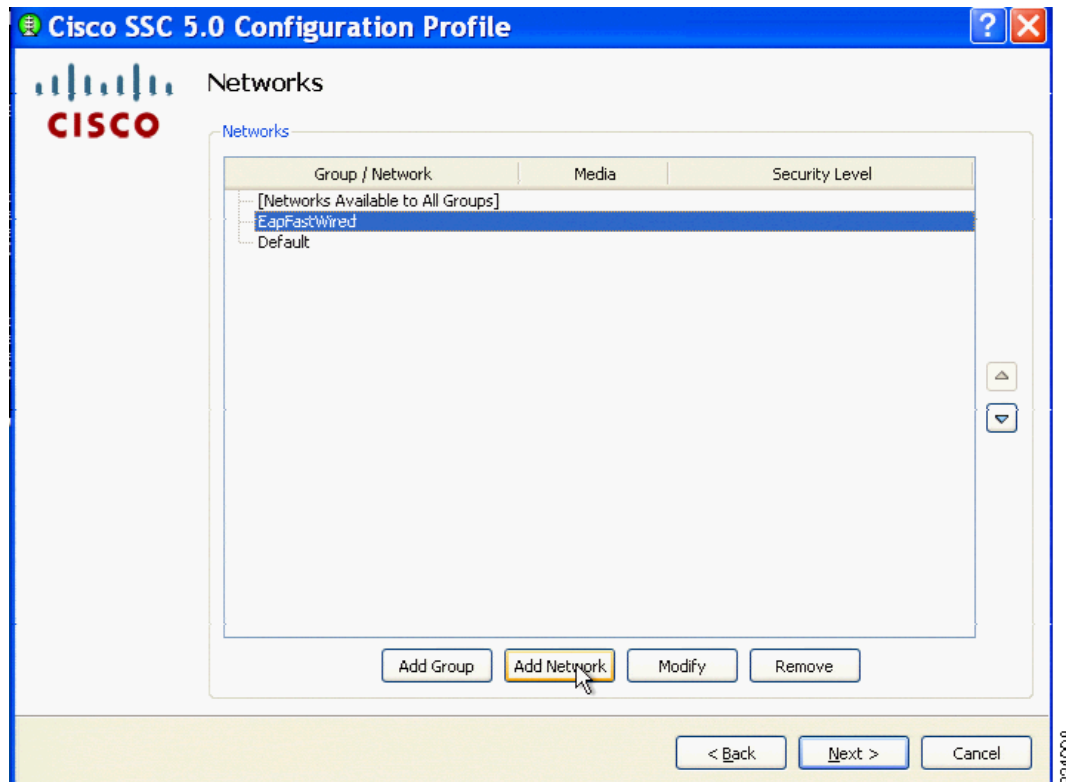 Cisco SSC 5.0 Configuration Profile
CISCO
Networks
Networks
Group / Network Media Security Level
[Networks Available to All Groups]
EapFastWired
Default
Add Group Add Network Modify Remove
< Back Next > Cancel